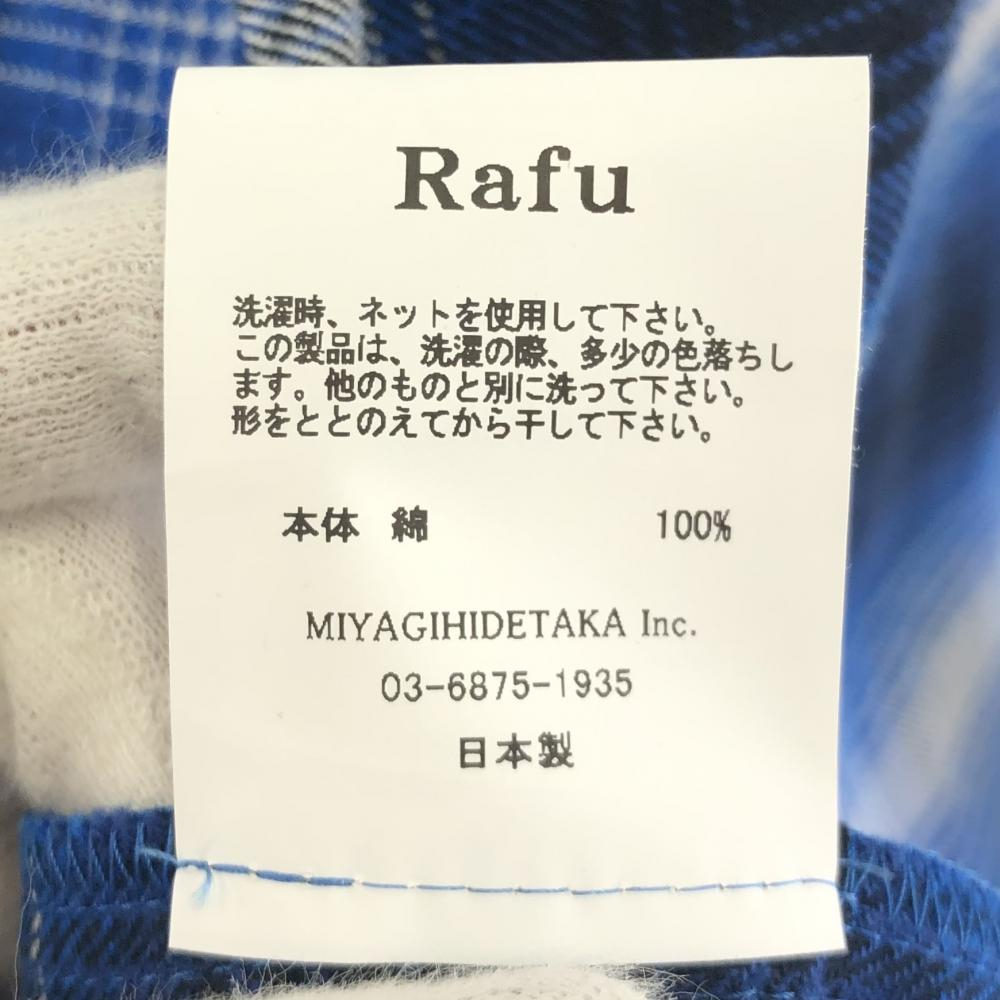 Rafu
洗濯時、ネットを使用して下さい。
この製品は、洗濯の際、多少の色落ちし
ます。他のものと別に洗って下さい。
形をととのえてから干して下さい。
本体 綿 100%
MIYAGIHIDETAKA Inc.
03-6875-1935
日本製